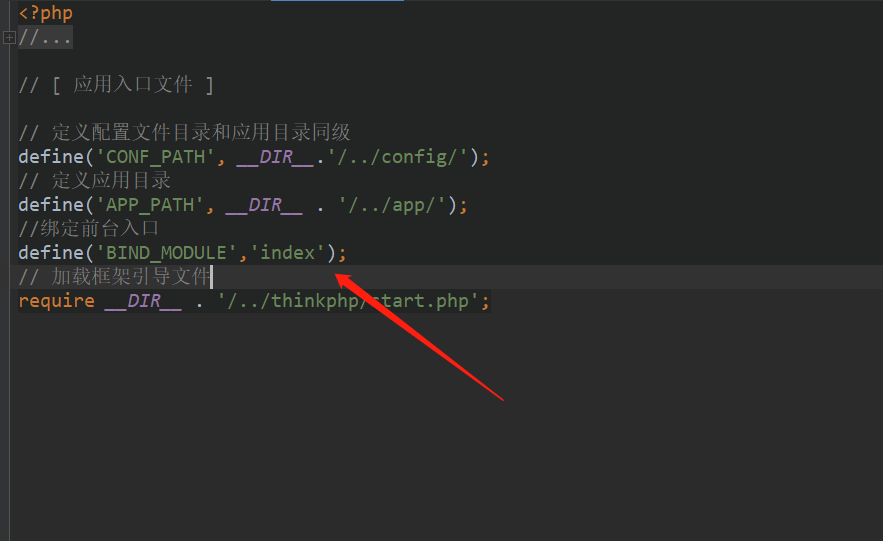 <?php
//...
// [ 应用入口文件 ]
// 定义配置文件目录和应用目录同级
define('CONF_PATH', __DIR__.'/../config/');
// 定义应用目录
define('APP_PATH', __DIR__ . '/../app/');
//绑定前台入口
define('BIND_MODULE','index');
// 加载框架引导文件
require __DIR__ . '/../thinkphp/start.php';